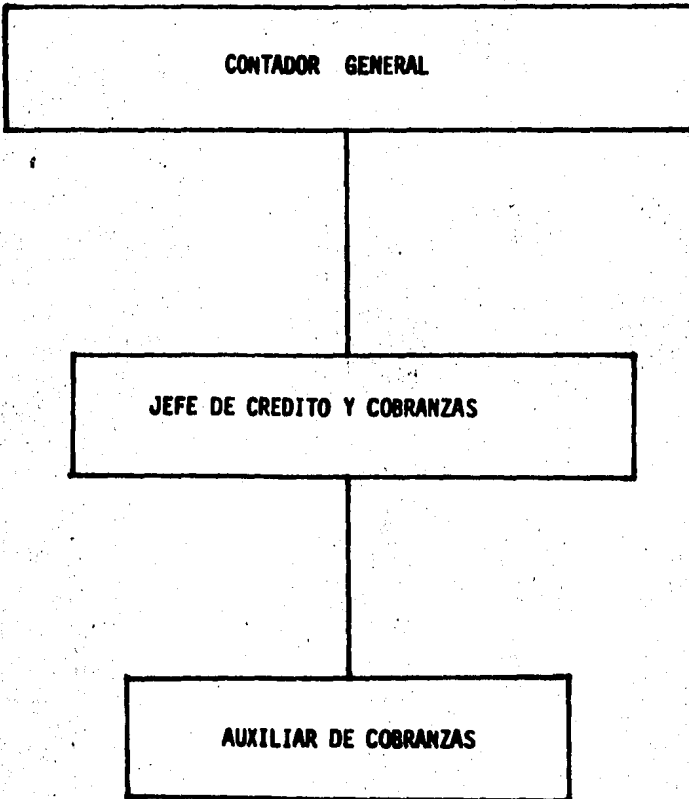 CONTADOR GENERAL
JEFE DE CREDITO Y COBRANZAS
AUXILIAR DE COBRANZAS